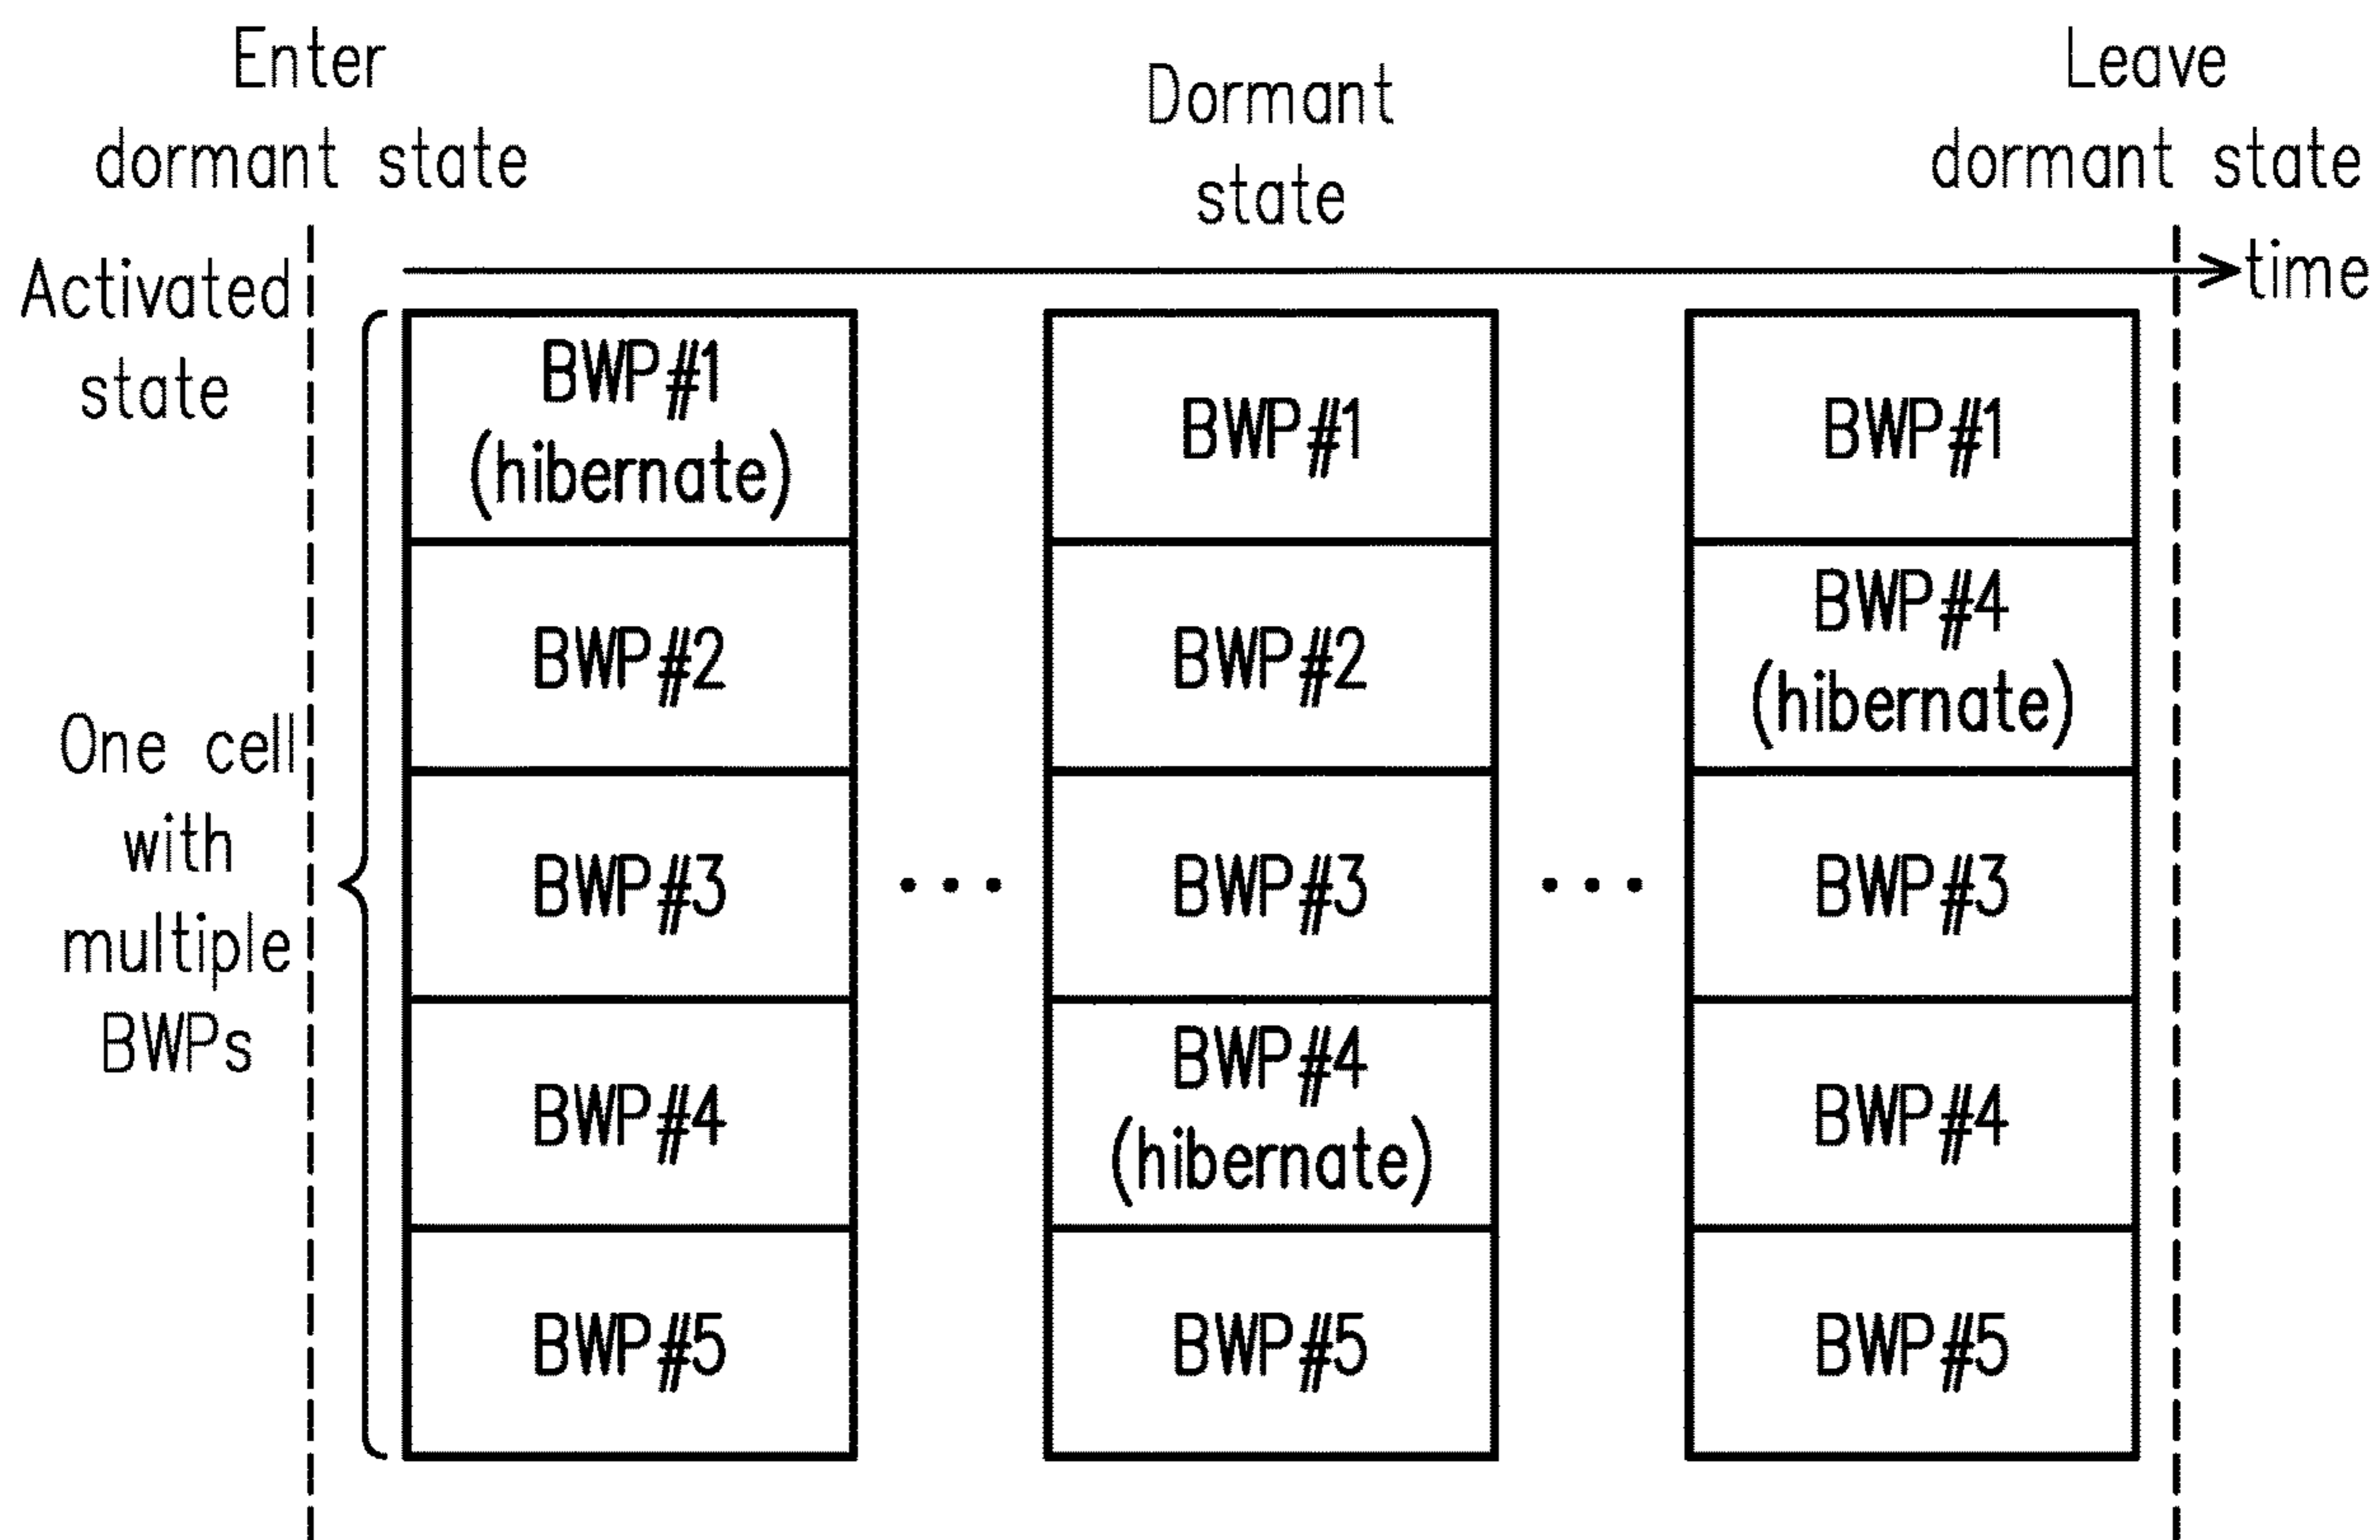 Enter
dormant state
Dormant
state
Leave
dormant state
time
Activated
state
One cell
with
multiple
BWPs
BWP#1
(hibernate)
BWP#2
BWP#3
BWP#4
BWP#5
...
BWP#1
BWP#2
BWP#3
BWP#4
(hibernate)
BWP#5
...
BWP#1
BWP#4
(hibernate)
BWP#3
BWP#4
BWP#5